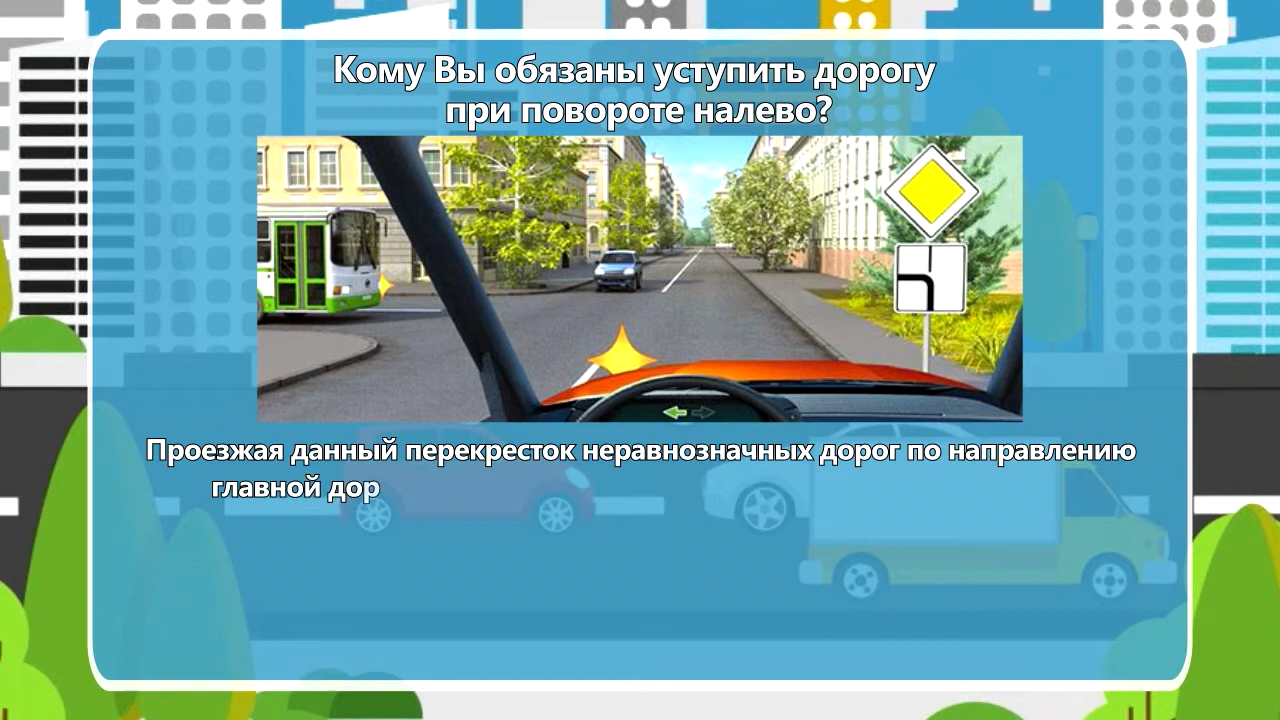 Кому Вы обязаны уступить дорогу
при повороте налево?
Проезжая данный перекресток неравнозначных дорог по направлению
главной дор